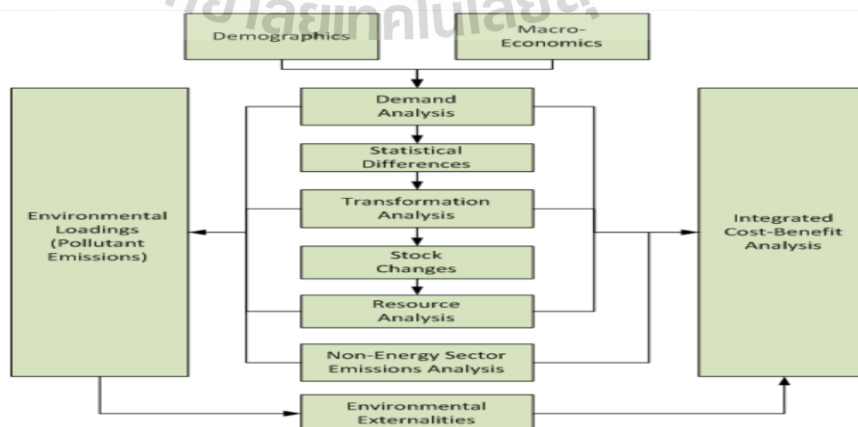 Demographics
Macro-
Economics
Demand
Analysis
Statistical
Differences
Transformation
Analysis
Environmental
Loadings
(Pollutant
Emissions)
Integrated
Cost-Benefit
Analysis
Stock
Changes
Resource
Analysis
Non-Energy Sector
Emissions Analysis
Environmental
Externalities